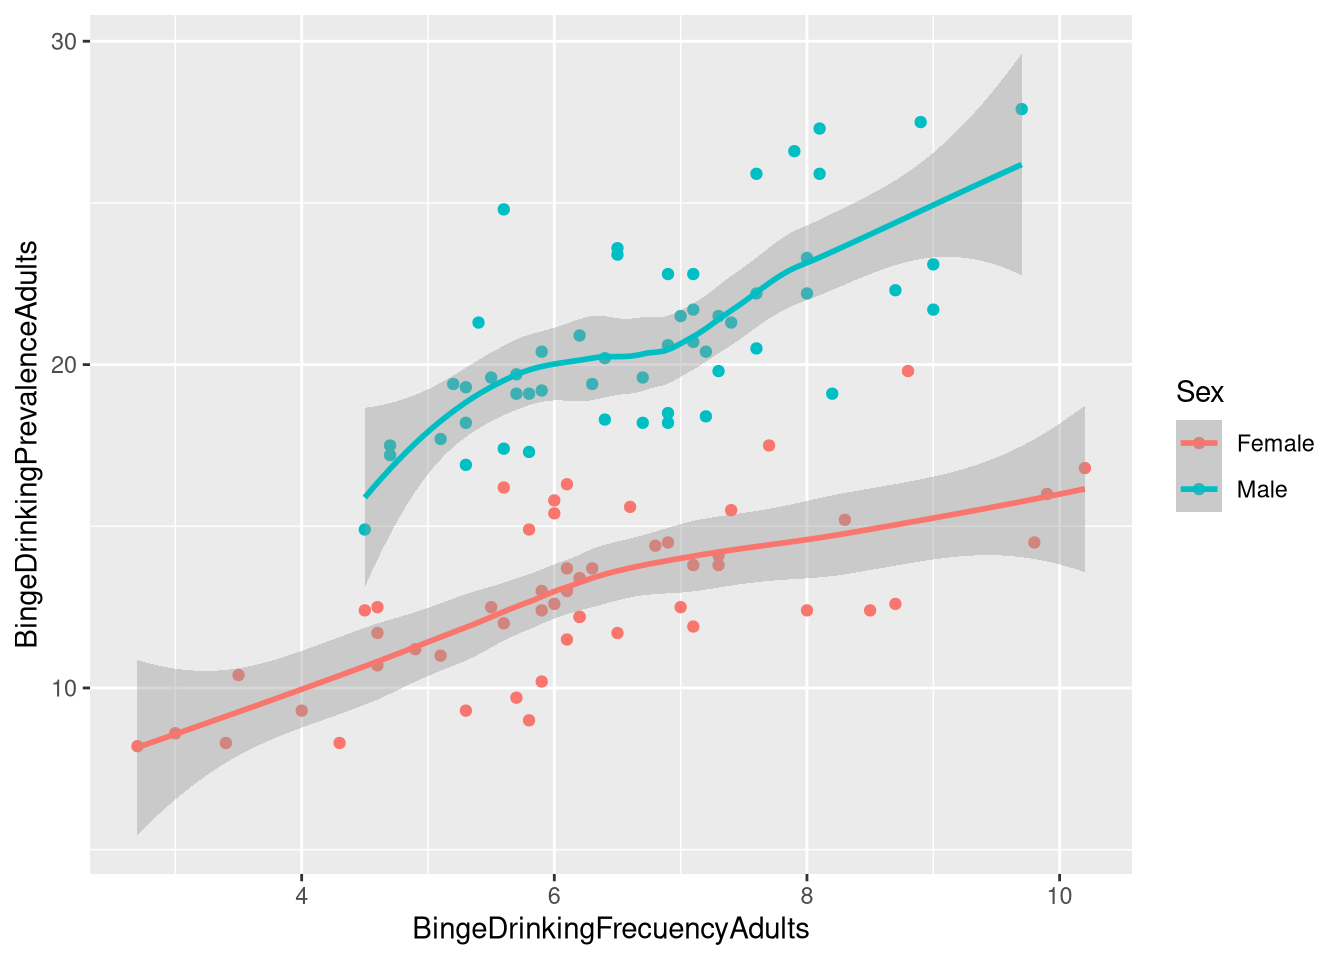 30
20
10
BingeDrinkingPrevalenceAdults
4 6 8 10
BingeDrinkingFrecuencyAdults
Sex
Female
Male